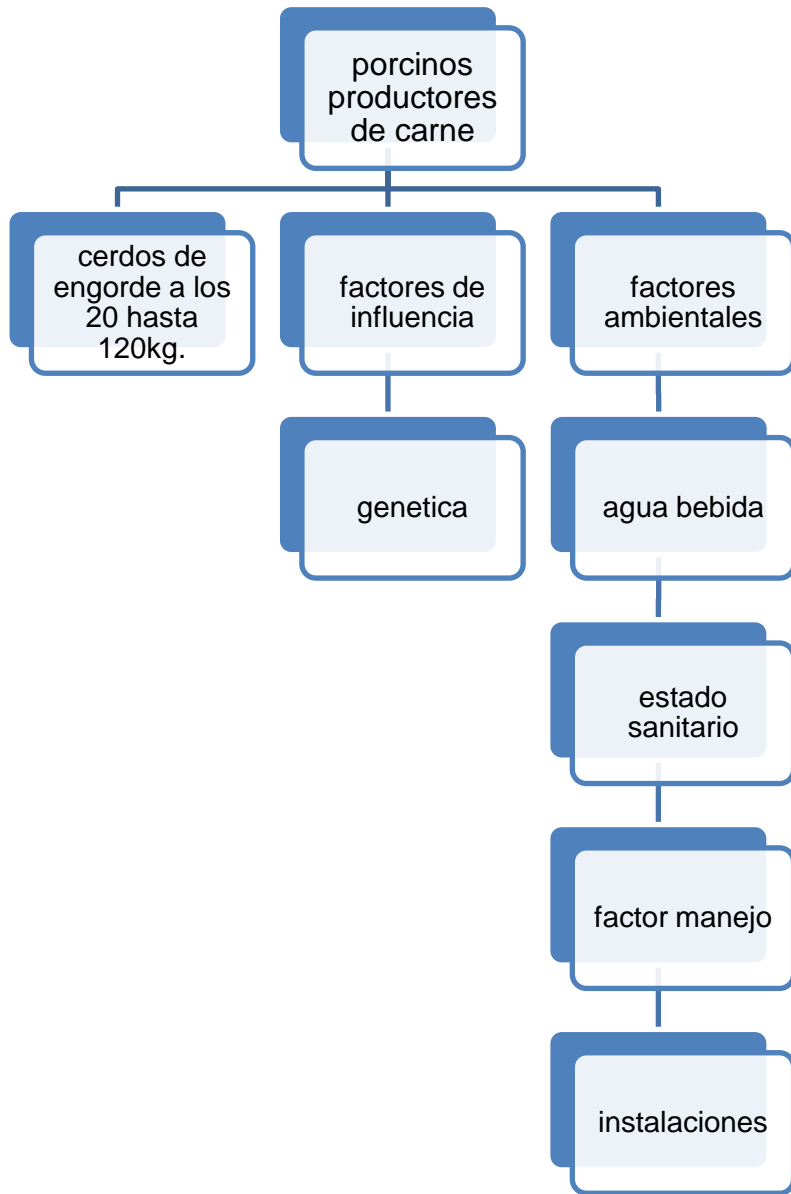 porcinos
productores
de carne
cerdos de
engorde a los
20 hasta
120kg.
factores de
influencia
genetica
factores
ambientales
agua bebida
estado
sanitario
factor manejo
instalaciones